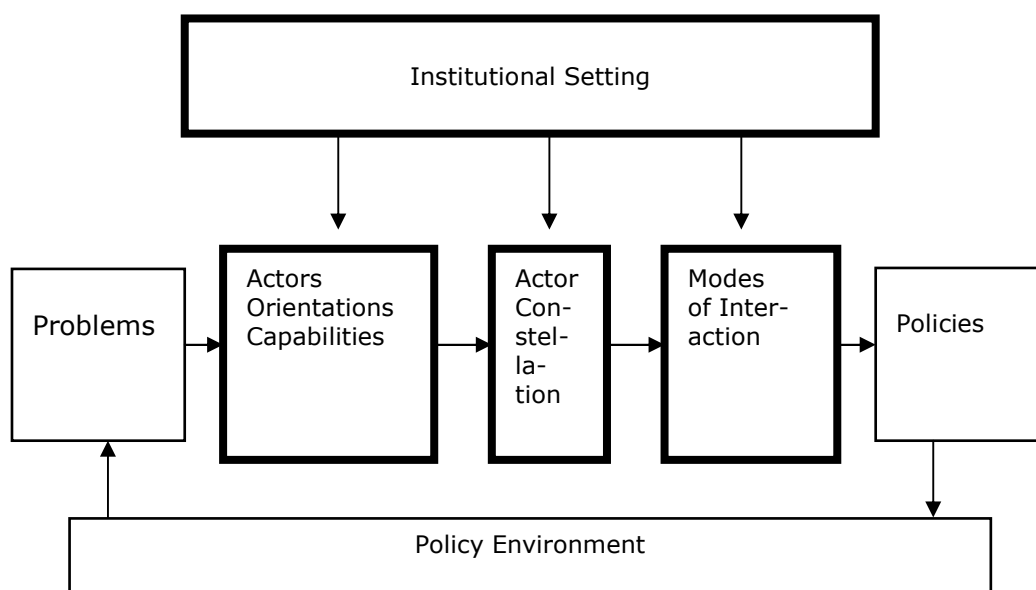 Institutional Setting
Problems
Actors
Orientations
Capabilities
Actor
Con-
stel-
la-
tion
Modes
of Inter-
action
Policies
Policy Environment